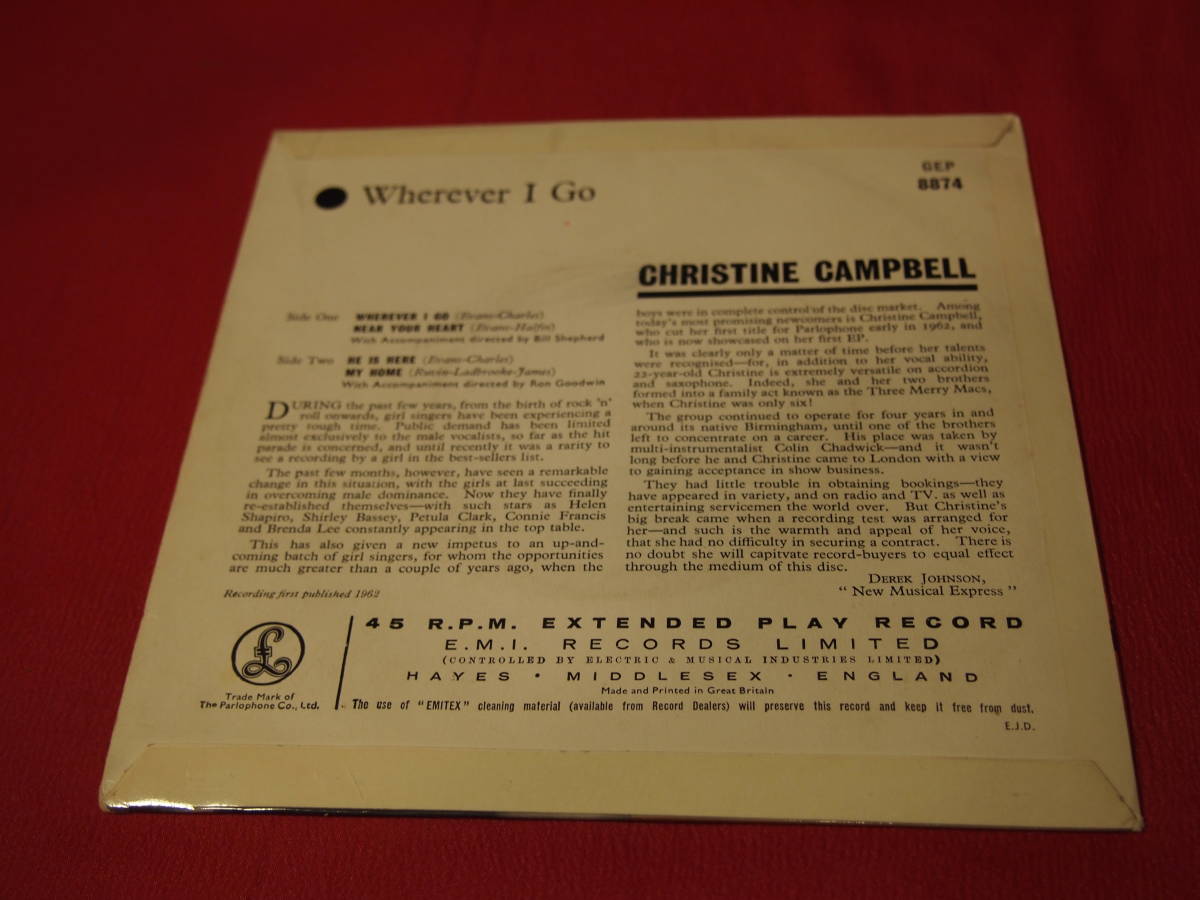 Wherever I Go
GEP
8874
CHRISTINE CAMPBELL
Side One WHEREVER I GO (Evans-Charles)
NEAR YOUR HEART (Evans-Halfin)
With Accompaniment directed by Bill Shepherd
Side Two HE IS HERE (Evans-Charles)
MY HOME (Ruvin-Ladbrooke-James)
With Accompaniment directed by Ron Goodwin
DURING the past few years, from the birth of rock 'n'
roll onwards, girl singers have been experiencing a
pretty tough time. Public demand has been limited
almost exclusively to the male vocalists, so far as the hit
parade is concerned, and until recently it was a rarity to
see a recording by a girl in the best-sellers list.
The past few months, however, have seen a remarkable
change in this situation, with the girls at last succeeding
in overcoming male dominance. Now they have finally
re-established themselves—with such stars as Helen
Shapiro, Shirley Bassey, Petula Clark, Connie Francis
and Brenda Lee constantly appearing in the top table.
This has also given a new impetus to an up-and-
coming batch of girl singers, for whom the opportunities
are much greater than a couple of years ago, when the
boys were in complete control of the disc market. Among
today's most promising newcomers is Christine Campbell,
who cut her first title for Parlophone early in 1962, and
who is now showcased on her first EP.
It was clearly only a matter of time before her talents
were recognised—for, in addition to her vocal ability,
22-year-old Christine is extremely versatile on accordion
and saxophone. Indeed, she and her two brothers
formed into a family act known as the Three Merry Macs,
when Christine was only six!
The group continued to operate for four years in and
around its native Birmingham, until one of the brothers
left to concentrate on a career. His place was taken by
multi-instrumentalist Colin Chadwick—and it wasn't
long before he and Christine came to London with a view
to gaining acceptance in show business.
They had little trouble in obtaining bookings—they
have appeared in variety, and on radio and TV. as well as
entertaining servicemen the world over. But Christine's
big break came when a recording test was arranged for
her—and such is the warmth and appeal of her voice,
that she had no difficulty in securing a contract. There is
no doubt she will capitvate record-buyers to equal effect
through the medium of this disc.
DEREK JOHNSON,
"New Musical Express"
Recording first published 1962
£
Trade Mark of
The Parlophone Co., Ltd.
45 R.P.M. EXTENDED PLAY RECORD
E.M.I. RECORDS LIMITED
(CONTROLLED BY ELECTRIC & MUSICAL INDUSTRIES LIMITED)
HAYES · MIDDLESEX · ENGLAND
Made and Printed in Great Britain
The use of "EMITEX" cleaning material (available from Record Dealers) will preserve this record and keep it free from dust.
E.J.D.